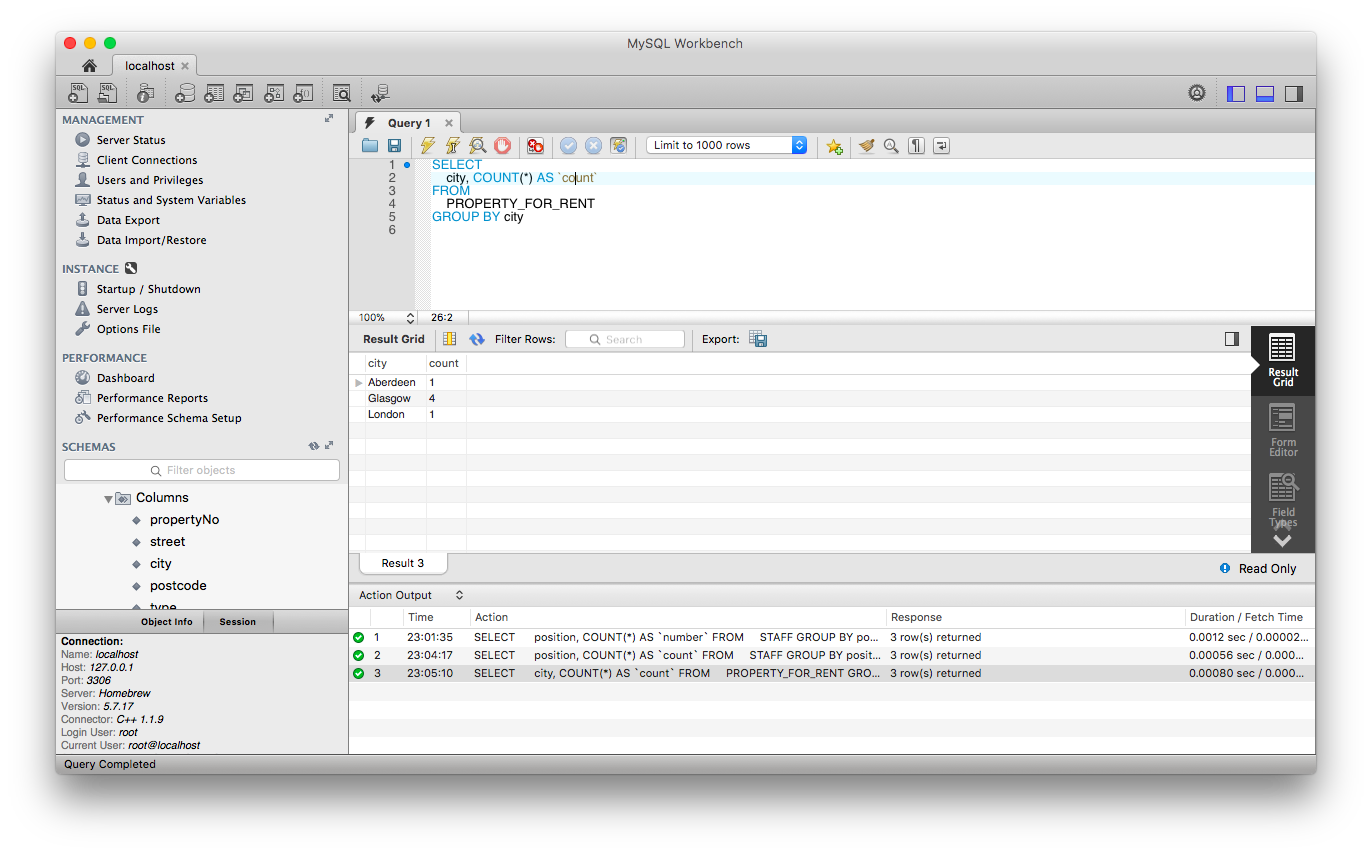 MySQL Workbench
localhost
MANAGEMENT
Server Status
Client Connections
Users and Privileges
Status and System Variables
Data Export
Data Import/Restore
INSTANCE
Startup / Shutdown
Server Logs
Options File
PERFORMANCE
Dashboard
Performance Reports
Performance Schema Setup
SCHEMAS
Filter objects
Columns
propertyNo
street
city
postcode
type
Object Info Session
Connection:
Name: localhost
Host: 127.0.0.1
Port: 3306
Server: Homebrew
Version: 5.7.17
Connector: C++ 1.1.9
Login User: root
Current User: root@localhost
Query 1
Limit to 1000 rows
1 SELECT
2 city, COUNT(*) AS `count`
3 FROM
4 PROPERTY_FOR_RENT
5 GROUP BY city
6
100% 26:2
Result Grid Filter Rows: Search Export:
city count
Aberdeen 1
Glasgow 4
London 1
Result
Grid
Form
Editor
Field
Types
Result 3
Read Only
Action Output
Time Action Response Duration / Fetch Time
1 23:01:35 SELECT position, COUNT(*) AS `number` FROM STAFF GROUP BY po... 3 row(s) returned 0.0012 sec / 0.00002...
2 23:04:17 SELECT position, COUNT(*) AS `count` FROM STAFF GROUP BY posit... 3 row(s) returned 0.00056 sec / 0.000...
3 23:05:10 SELECT city, COUNT(*) AS `count` FROM PROPERTY_FOR_RENT GRO... 3 row(s) returned 0.00080 sec / 0.000...
Query Completed